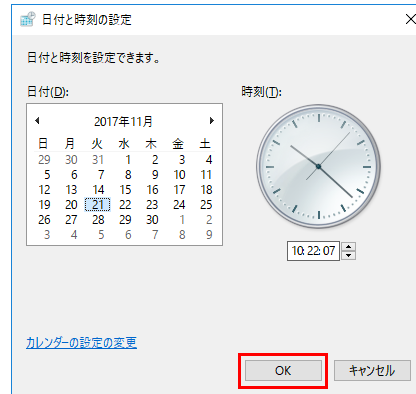 日付と時刻の設定
日付と時刻を設定できます。
日付(D):
時刻(T):
2017年11月
日 月 火 水 木 金 土
29 30 31 1 2 3 4
5 6 7 8 9 10 11
12 13 14 15 16 17 18
19 20 21 22 23 24 25
26 27 28 29 30 1 2
3 4 5 6 7 8 9
10:22:07
カレンダーの設定の変更
OK キャンセル